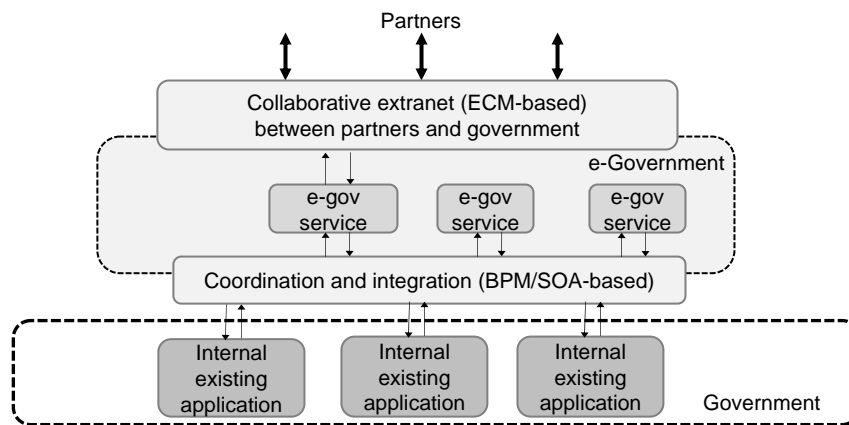 Partners
Collaborative extranet (ECM-based)
between partners and government
e-Government
e-gov
service
e-gov
service
e-gov
service
Coordination and integration (BPM/SOA-based)
Internal
existing
application
Internal
existing
application
Internal
existing
application
Government